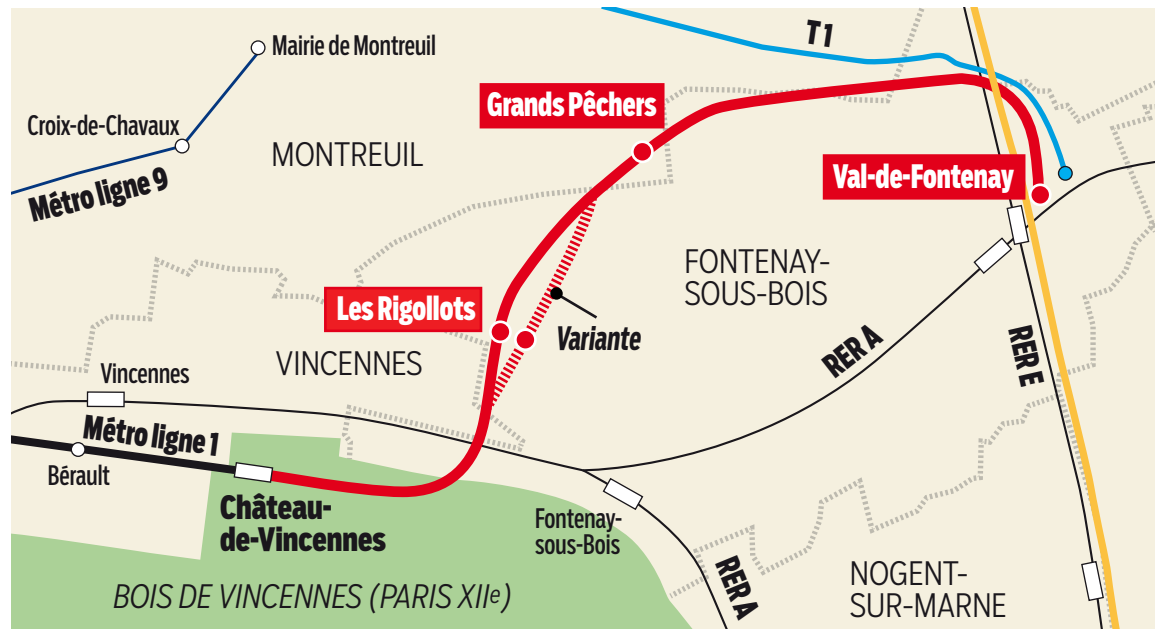 T1
Mairie de Montreuil
Grands Pêchers
Croix-de-Chavaux
MONTREUIL
Métro ligne 9
Val-de-Fontenay
FONTENAY-
SOUS-BOIS
Les Rigollots
Variante
VINCENNES
RER A
RER E
Vincennes
Métro ligne 1
Bérault
Château-
de-Vincennes
Fontenay-
sous-Bois
RER A
NOGENT-
SUR-MARNE
BOIS DE VINCENNES (PARIS XIIe)